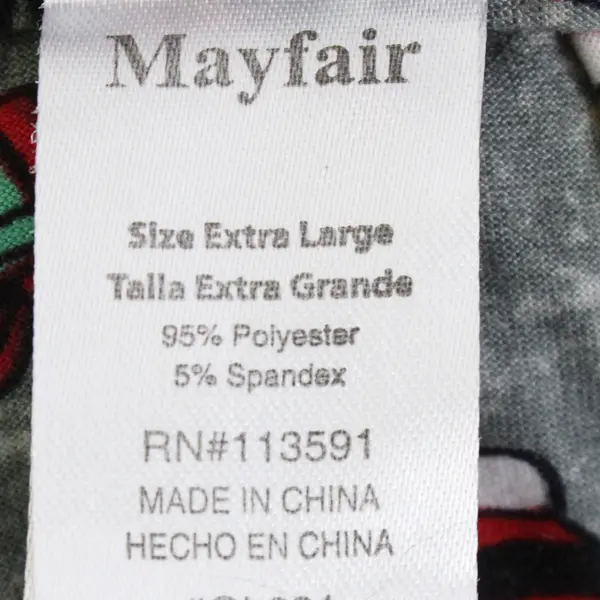 Mayfair
Size Extra Large
Talla Extra Grande
95% Polyester
5% Spandex
RN#113591
MADE IN CHINA
HECHO EN CHINA